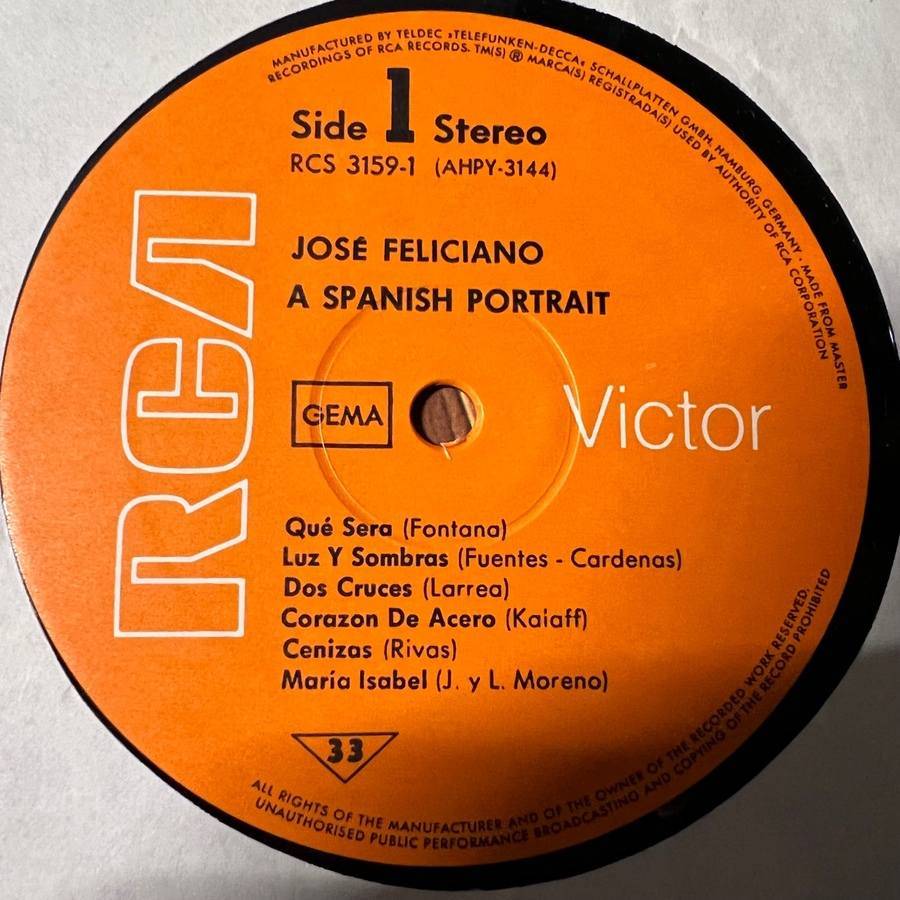 MANUFACTURED BY TELDEC »TELEFUNKEN-DECCA« SCHALLPLATTEN GMBH, HAMBURG, GERMANY · MADE FROM MASTER
RECORDINGS OF RCA RECORDS. TM(S) ® MARCA(S) REGISTRADA(S) USED BY AUTHORITY OF RCA CORPORATION
Side 1 Stereo
RCS 3159-1 (AHPY-3144)
JOSÉ FELICIANO
A SPANISH PORTRAIT
RCA
GEMA
Victor
Qué Sera (Fontana)
Luz Y Sombras (Fuentes - Cardenas)
Dos Cruces (Larrea)
Corazon De Acero (Kaiaff)
Cenizas (Rivas)
María Isabel (J. y L. Moreno)
33
ALL RIGHTS OF THE MANUFACTURER AND OF THE OWNER OF THE RECORDED WORK RESERVED.
UNAUTHORISED PUBLIC PERFORMANCE BROADCASTING AND COPYING OF THE RECORD PROHIBITED